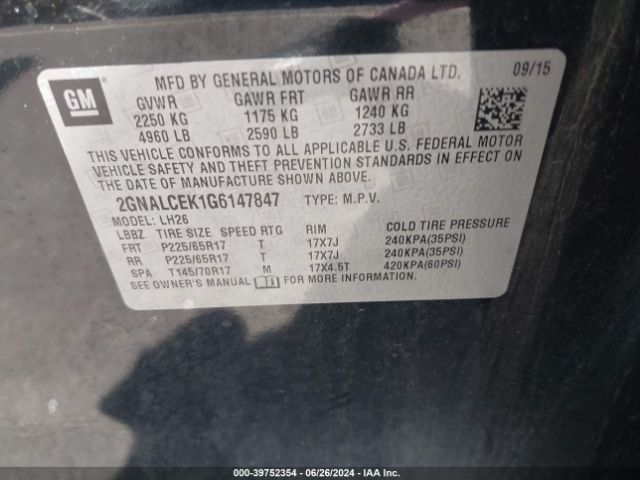 GM
MFD BY GENERAL MOTORS OF CANADA LTD. 09/15
GVWR GAWR FRT GAWR RR
2250 KG 1175 KG 1240 KG
4960 LB 2590 LB 2733 LB
THIS VEHICLE CONFORMS TO ALL APPLICABLE U.S. FEDERAL MOTOR
VEHICLE SAFETY AND THEFT PREVENTION STANDARDS IN EFFECT ON
THE DATE OF MANUFACTURE SHOWN ABOVE.
2GNALCEK1G6147847 TYPE: M.P.V.
MODEL: LH26
LBBZ TIRE SIZE SPEED RTG RIM COLD TIRE PRESSURE
FRT P225/65R17 T 17X7J 240KPA(35PSI)
RR P225/65R17 T 17X7J 240KPA(35PSI)
SPA T145/70R17 M 17X4.5T 420KPA(60PSI)
SEE OWNER'S MANUAL FOR MORE INFORMATION.
000-39752354 | 06/26/2024 - IAA Inc.